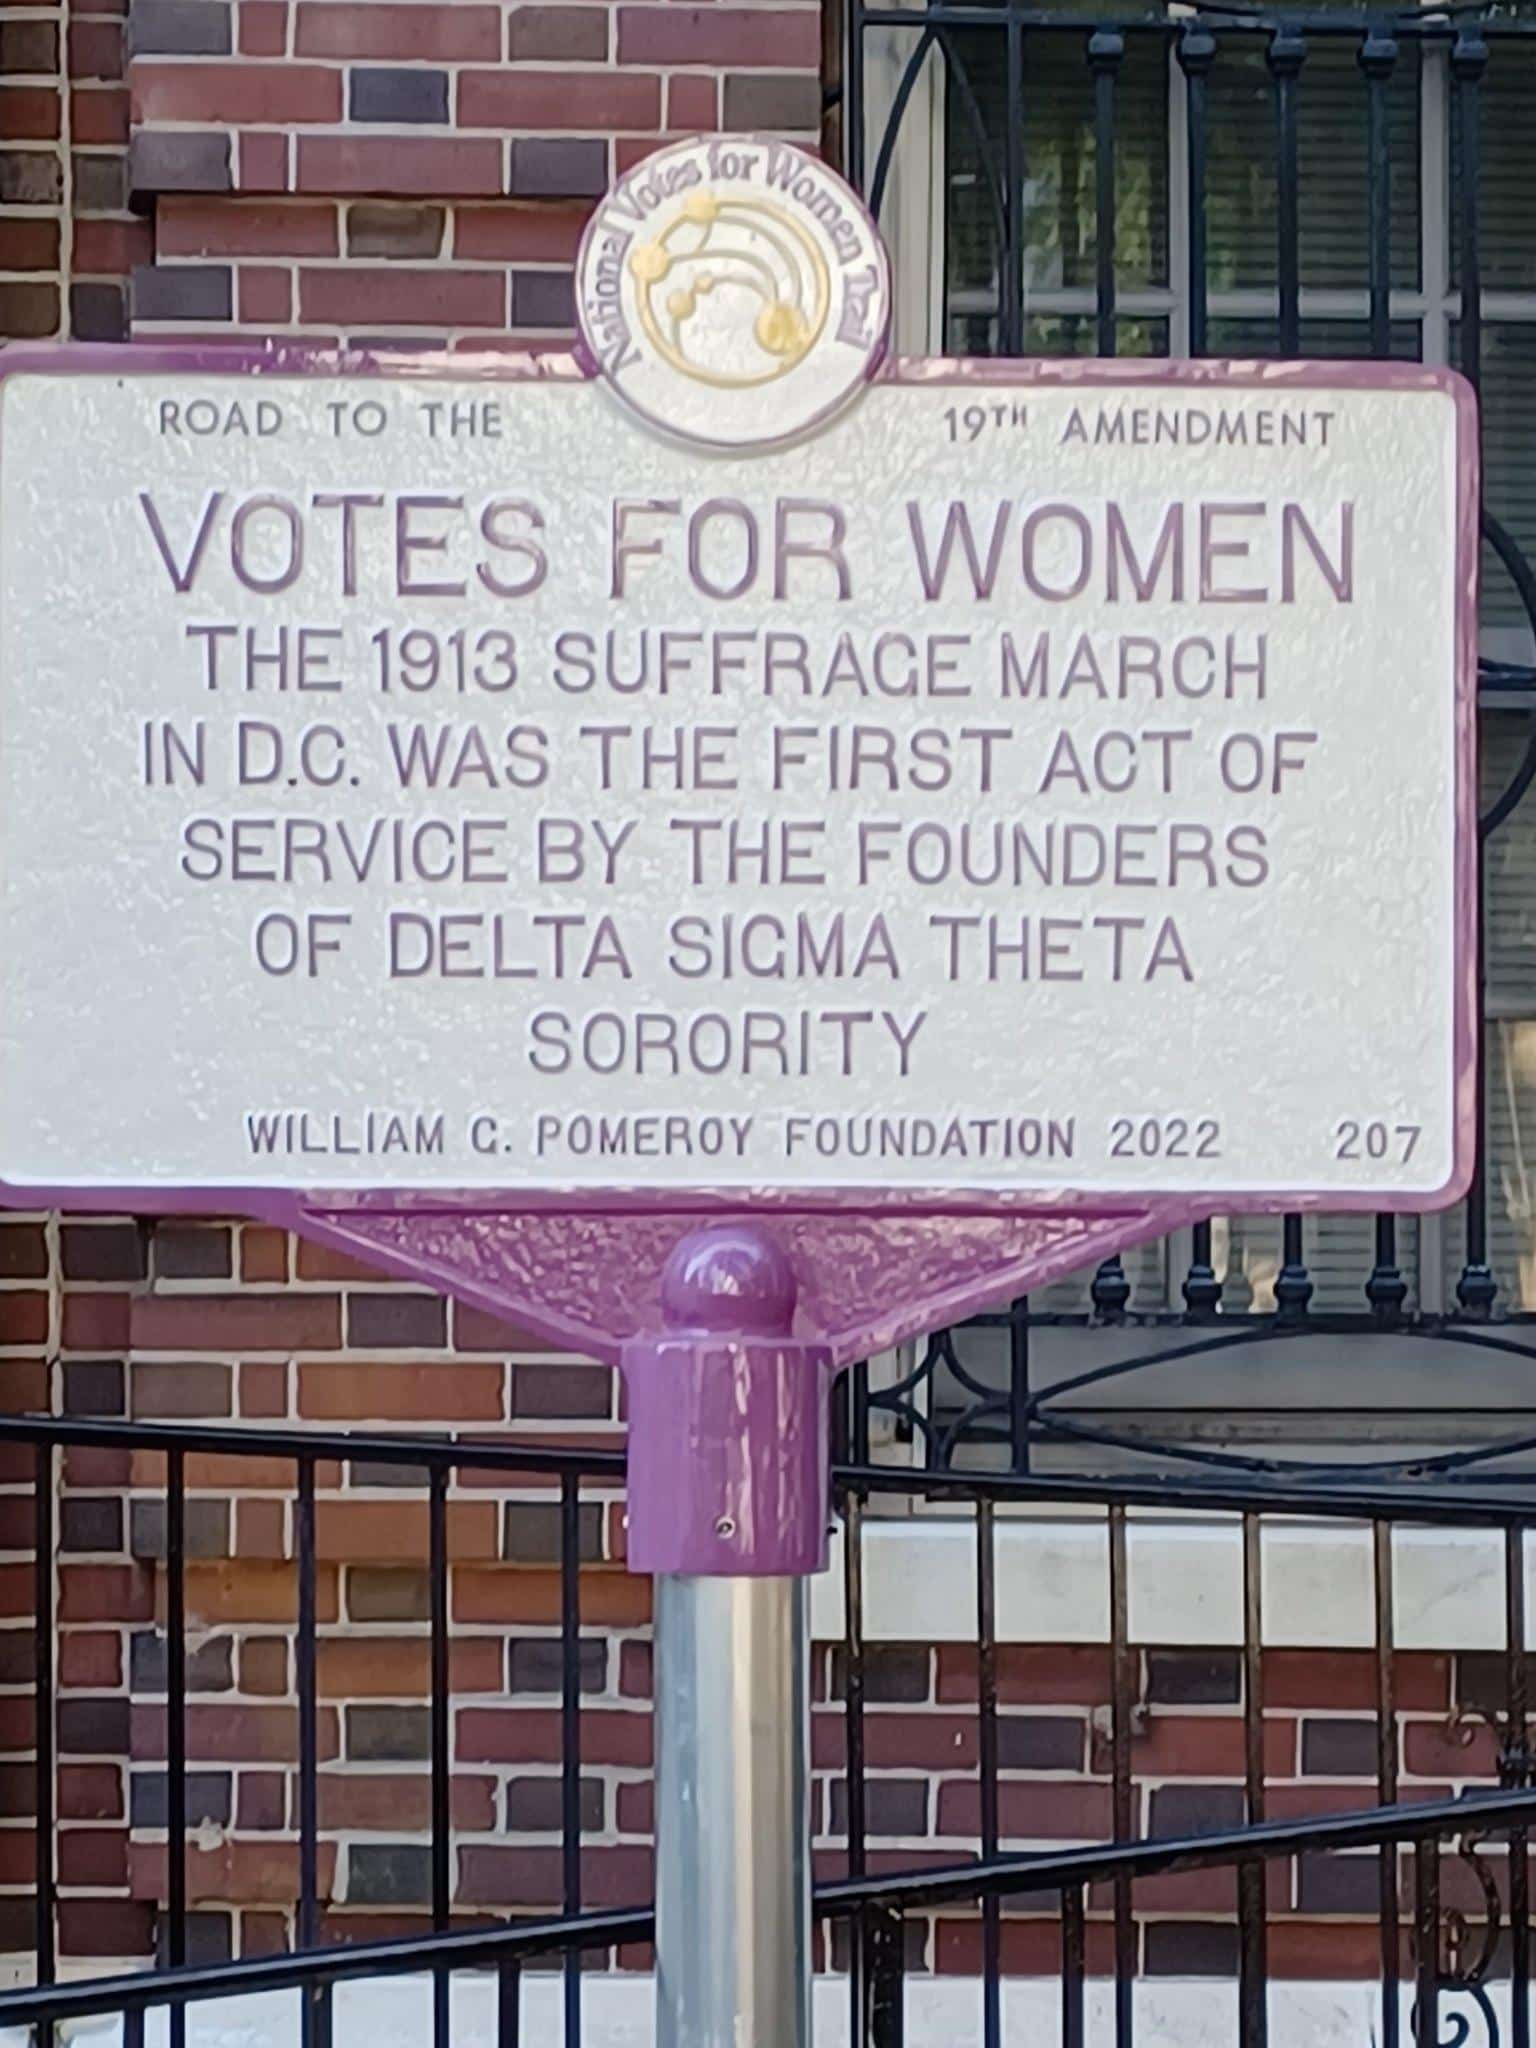 National Votes for Women Trail
ROAD TO THE 19TH AMENDMENT
VOTES FOR WOMEN
THE 1913 SUFFRAGE MARCH
IN D.C. WAS THE FIRST ACT OF
SERVICE BY THE FOUNDERS
OF DELTA SIGMA THETA
SORORITY
WILLIAM G. POMEROY FOUNDATION 2022 207